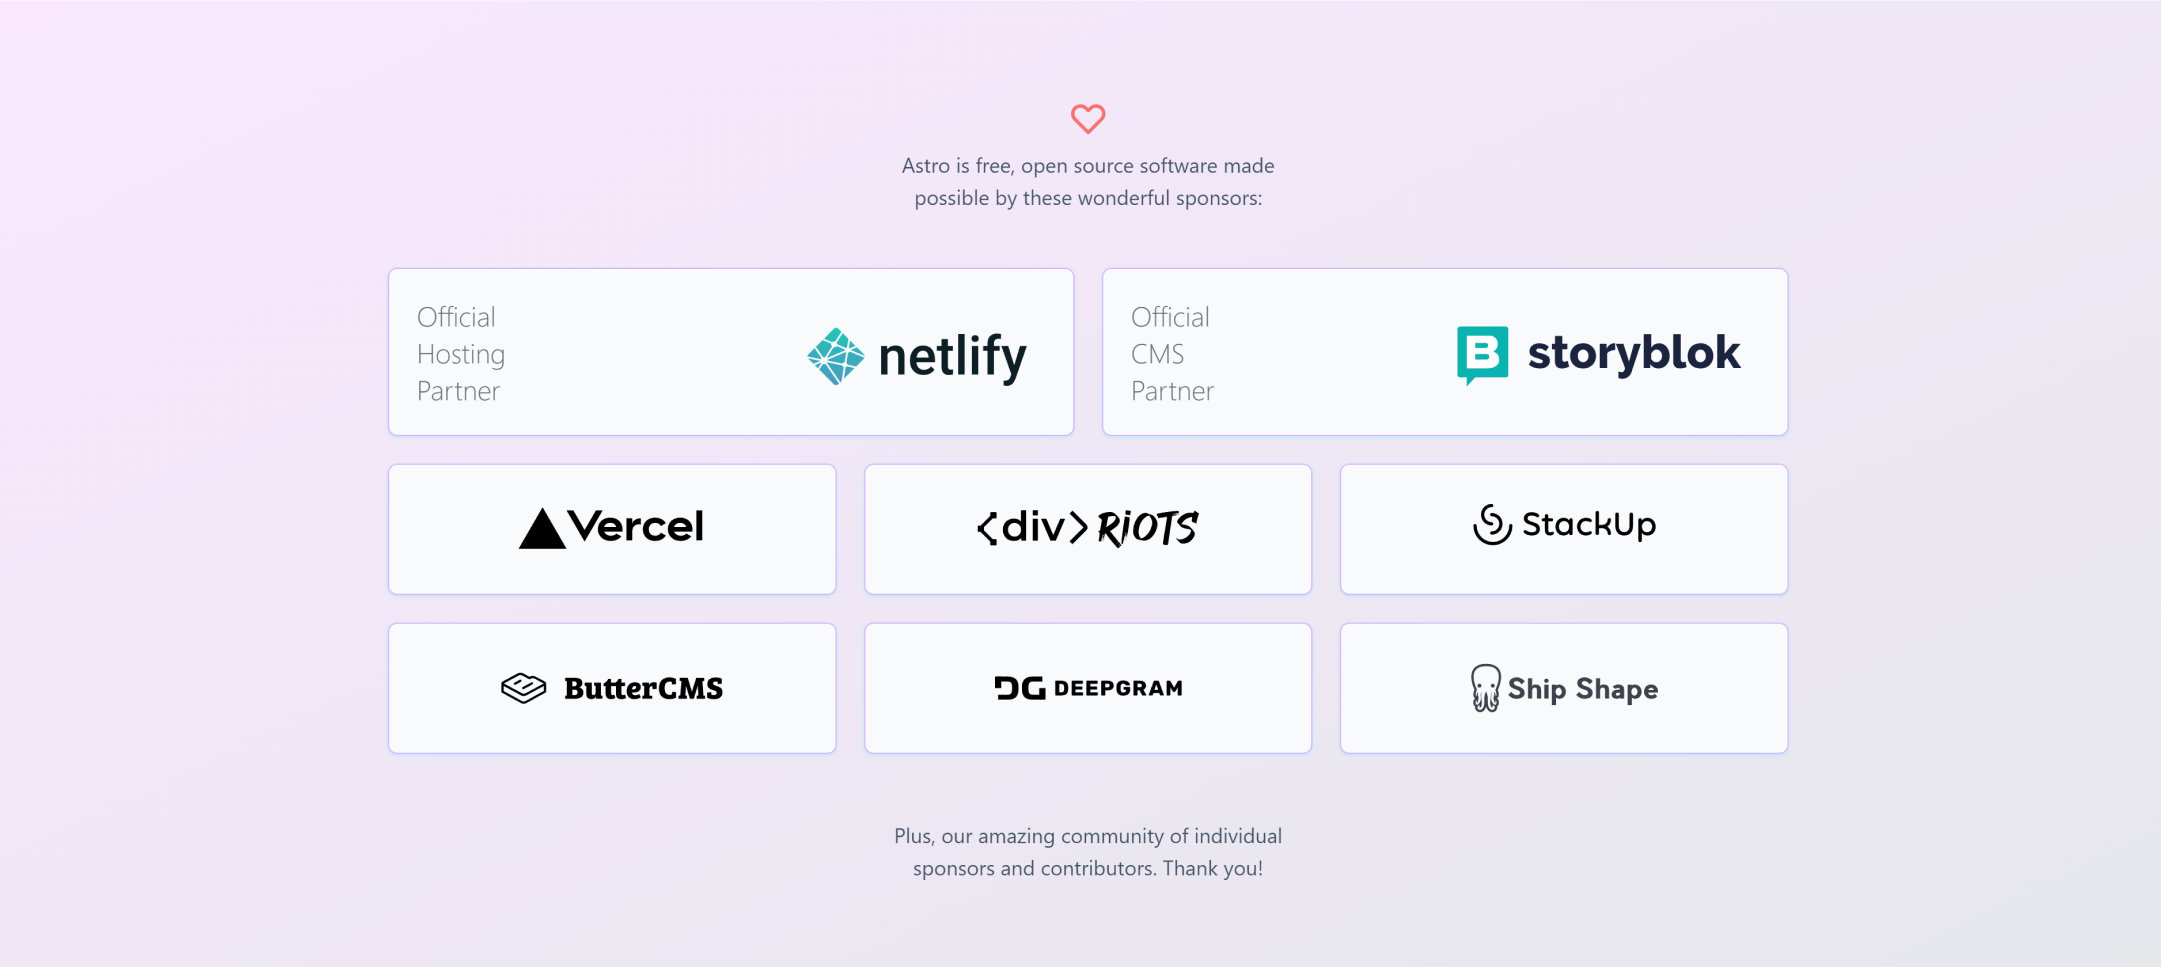 Astro is free, open source software made
possible by these wonderful sponsors:
Official
Hosting
Partner
netlify
Official
CMS
Partner
B
storyblok
Vercel
<div> RiOTS
StackUp
ButterCMS
DG DEEPGRAM
Ship Shape
Plus, our amazing community of individual
sponsors and contributors. Thank you!